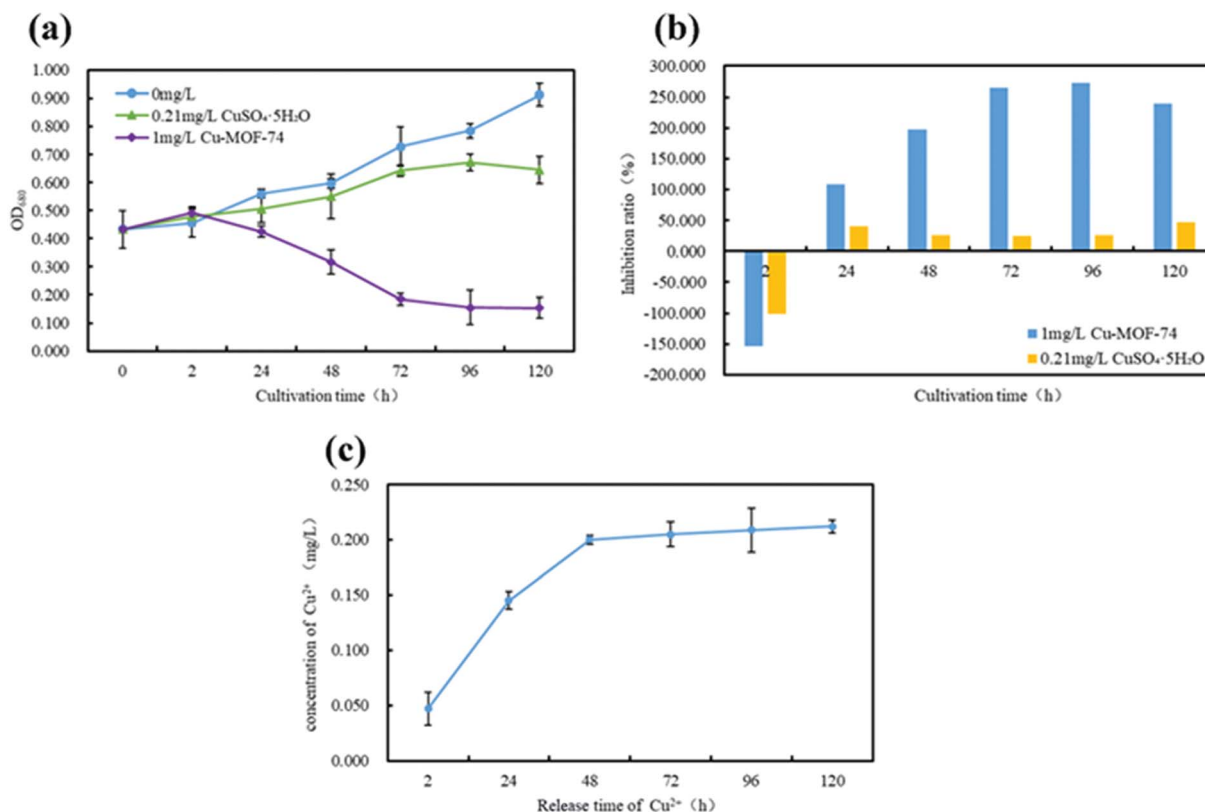 (a)
1.000
0.900
0.800
0.700
0.600
0.500
0.400
0.300
0.200
0.100
0.000
OD₆₈₀
0mg/L
0.21mg/L CuSO₄·5H₂O
1mg/L Cu-MOF-74
0 2 24 48 72 96 120
Cultivation time（h）
(b)
300.000
250.000
200.000
150.000
100.000
50.000
0.000
-50.000
-100.000
-150.000
-200.000
Inhibition ratio（%）
2 24 48 72 96 120
1mg/L Cu-MOF-74
0.21mg/L CuSO₄·5H₂O
Cultivation time（h）
(c)
0.250
0.200
0.150
0.100
0.050
0.000
concentration of Cu²⁺（mg/L）
2 24 48 72 96 120
Release time of Cu²⁺（h）